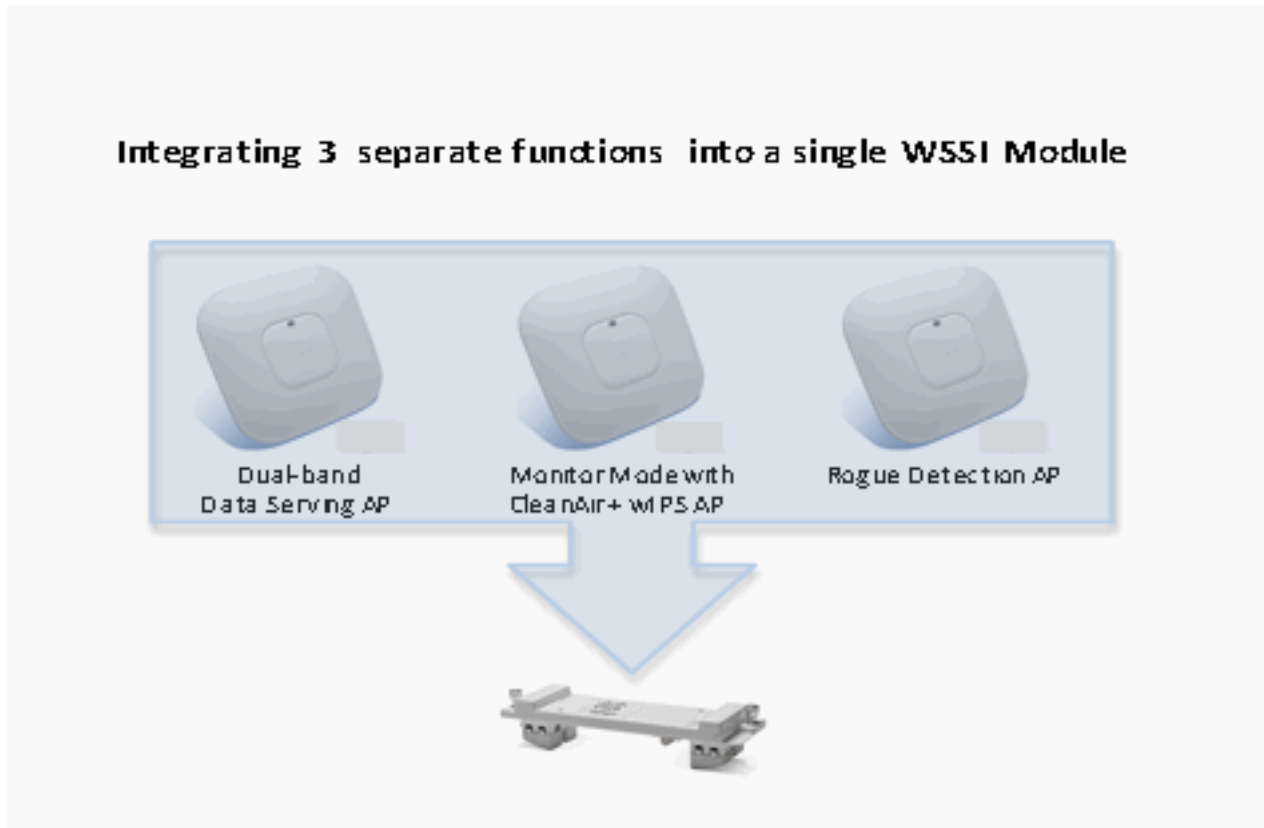 Integrating 3 separate functions into a single WSSI Module
Dual-band
Data Serving AP
Monitor Mode with
CleanAir+ wIPS AP
Rogue Detection AP